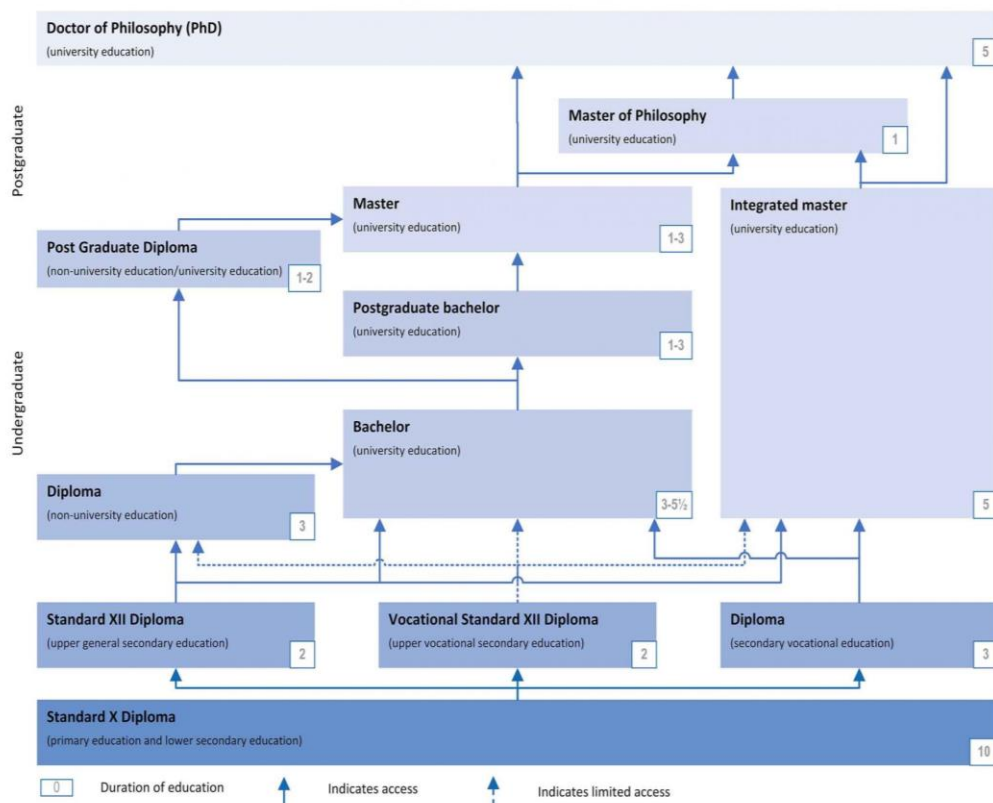 Doctor of Philosophy (PhD)
(university education)
5
Postgraduate
Master of Philosophy
(university education)
1
Master
(university education)
1-3
Integrated master
(university education)
5
Post Graduate Diploma
(non-university education/university education)
1-2
Postgraduate bachelor
(university education)
1-3
Undergraduate
Bachelor
(university education)
3-5½
Diploma
(non-university education)
3
Standard XII Diploma
(upper general secondary education)
2
Vocational Standard XII Diploma
(upper vocational secondary education)
2
Diploma
(secondary vocational education)
3
Standard X Diploma
(primary education and lower secondary education)
10
0
Duration of education
Indicates access
Indicates limited access